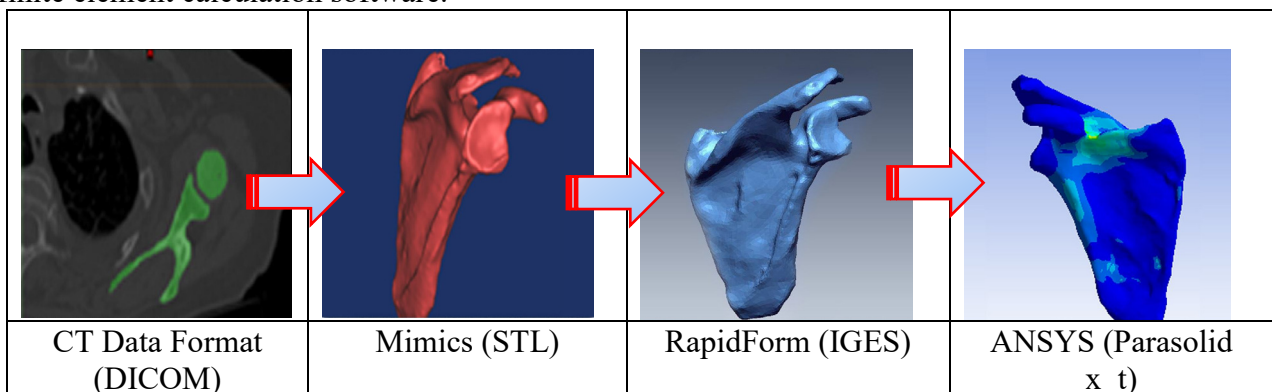 finite element calculation software.
CT Data Format
(DICOM)
Mimics (STL)
RapidForm (IGES)
ANSYS (Parasolid
x_t)